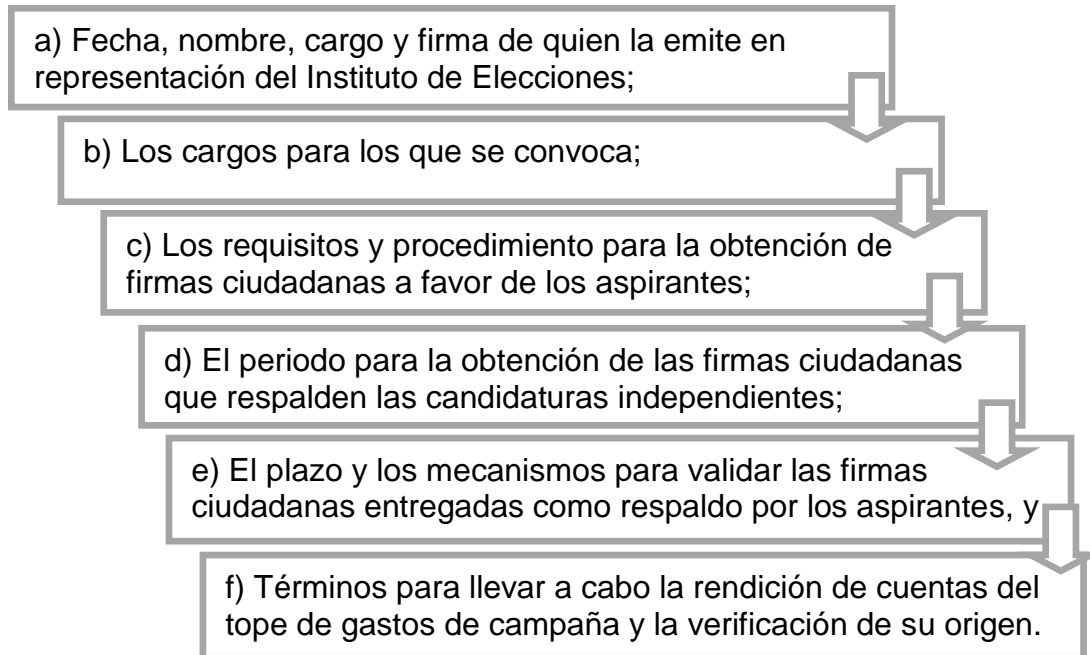 a) Fecha, nombre, cargo y firma de quien la emite en
representación del Instituto de Elecciones;
b) Los cargos para los que se convoca;
c) Los requisitos y procedimiento para la obtención de
firmas ciudadanas a favor de los aspirantes;
d) El periodo para la obtención de las firmas ciudadanas
que respalden las candidaturas independientes;
e) El plazo y los mecanismos para validar las firmas
ciudadanas entregadas como respaldo por los aspirantes, y
f) Términos para llevar a cabo la rendición de cuentas del
tope de gastos de campaña y la verificación de su origen.